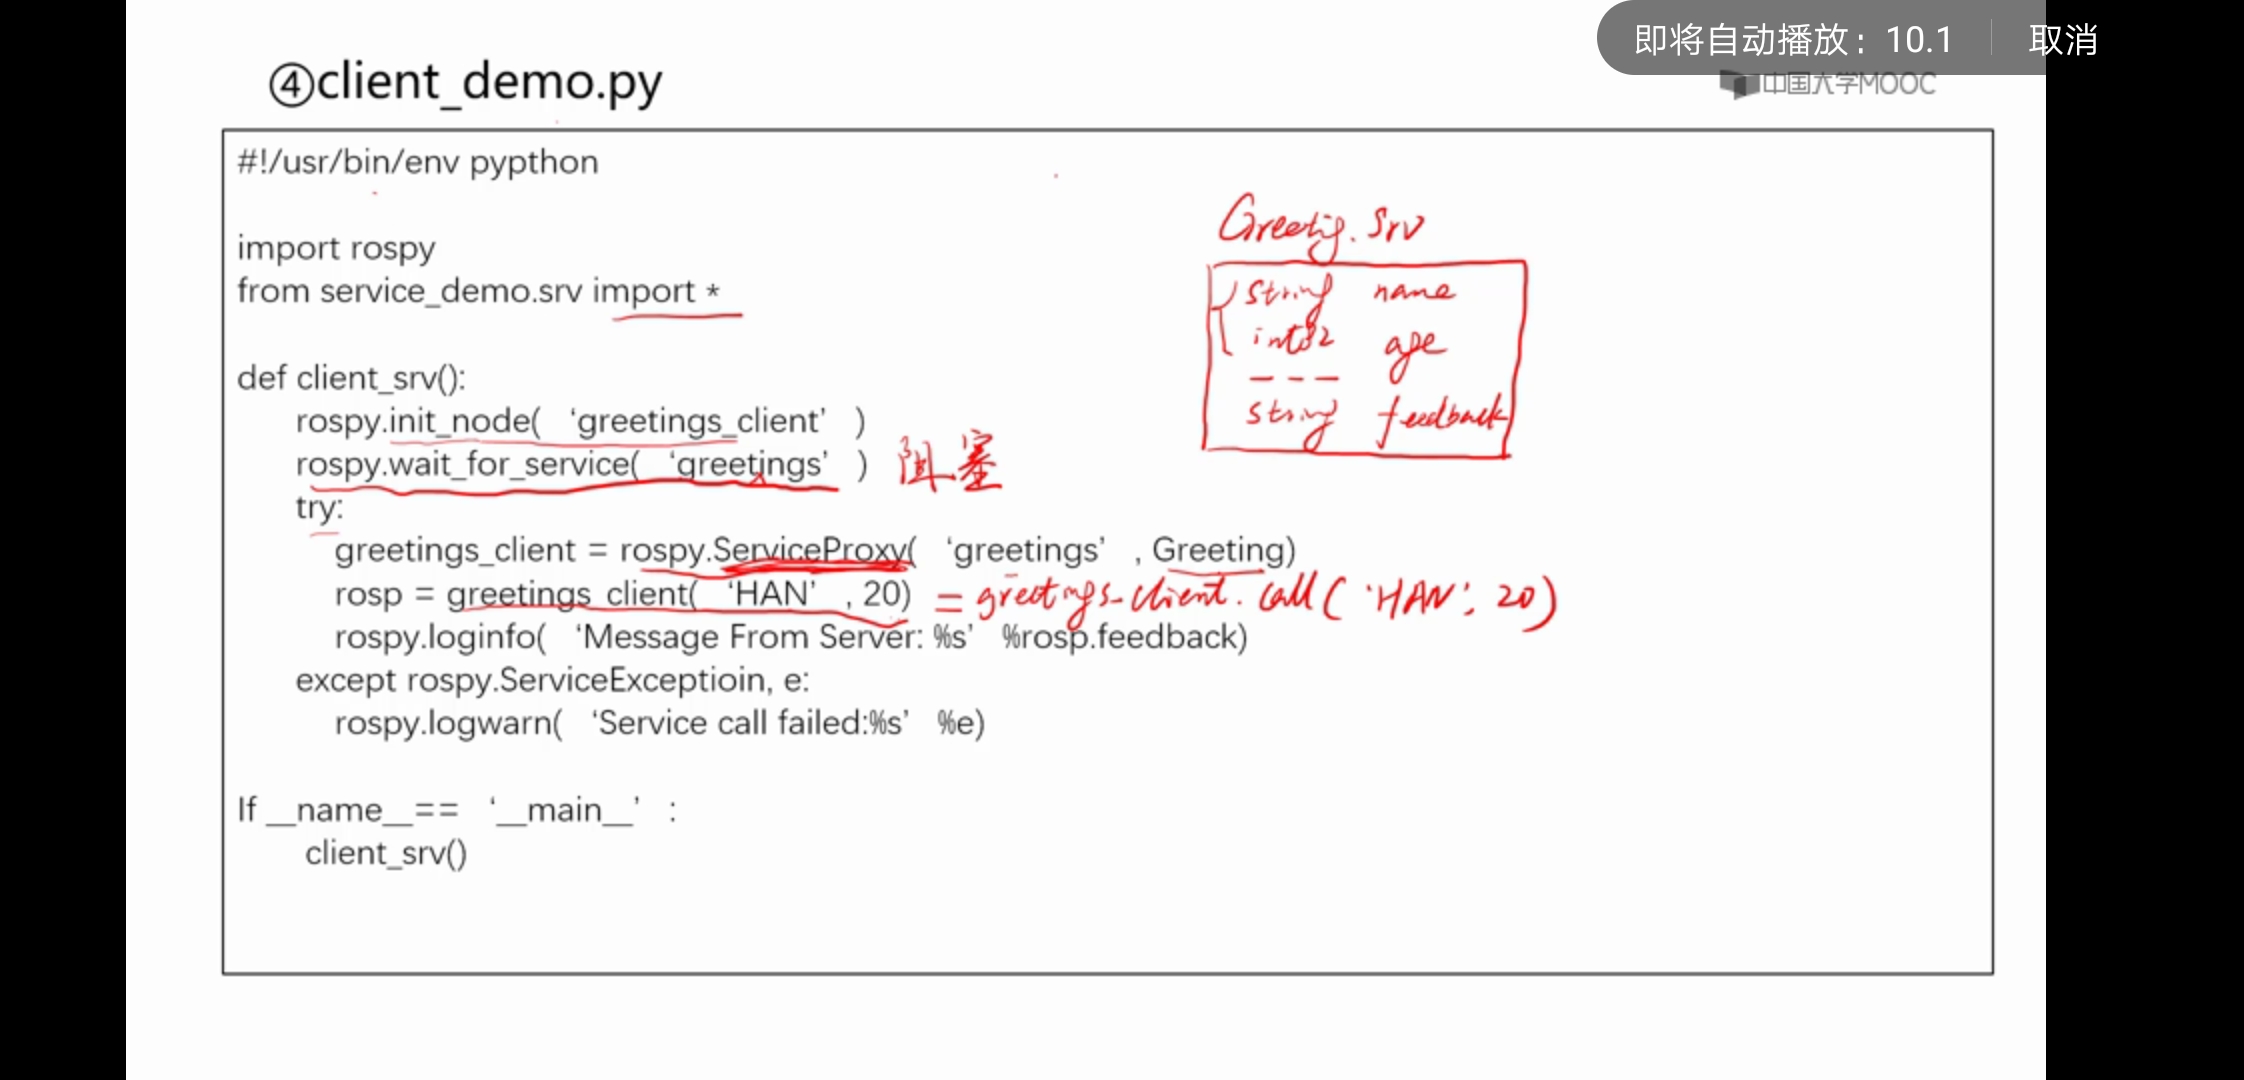 即将自动播放：10.1 取消
④client_demo.py
中国大学MOOC
#!/usr/bin/env pypthon
import rospy
from service_demo.srv import *
def client_srv():
rospy.init_node( ‘greetings_client’ )
rospy.wait_for_service( ‘greetings’ ) 阻塞
try:
greetings_client = rospy.ServiceProxy( ‘greetings’ , Greeting)
rosp = greetings_client( ‘HAN’ , 20) = greetings-client.call('HAN', 20)
rospy.loginfo( ‘Message From Server: %s’ %rosp.feedback)
except rospy.ServiceExceptioin, e:
rospy.logwarn( ‘Service call failed:%s’ %e)
If __name__== ‘__main__’ :
client_srv()
Greetig.srv
string name
int32 age
---
string feedback